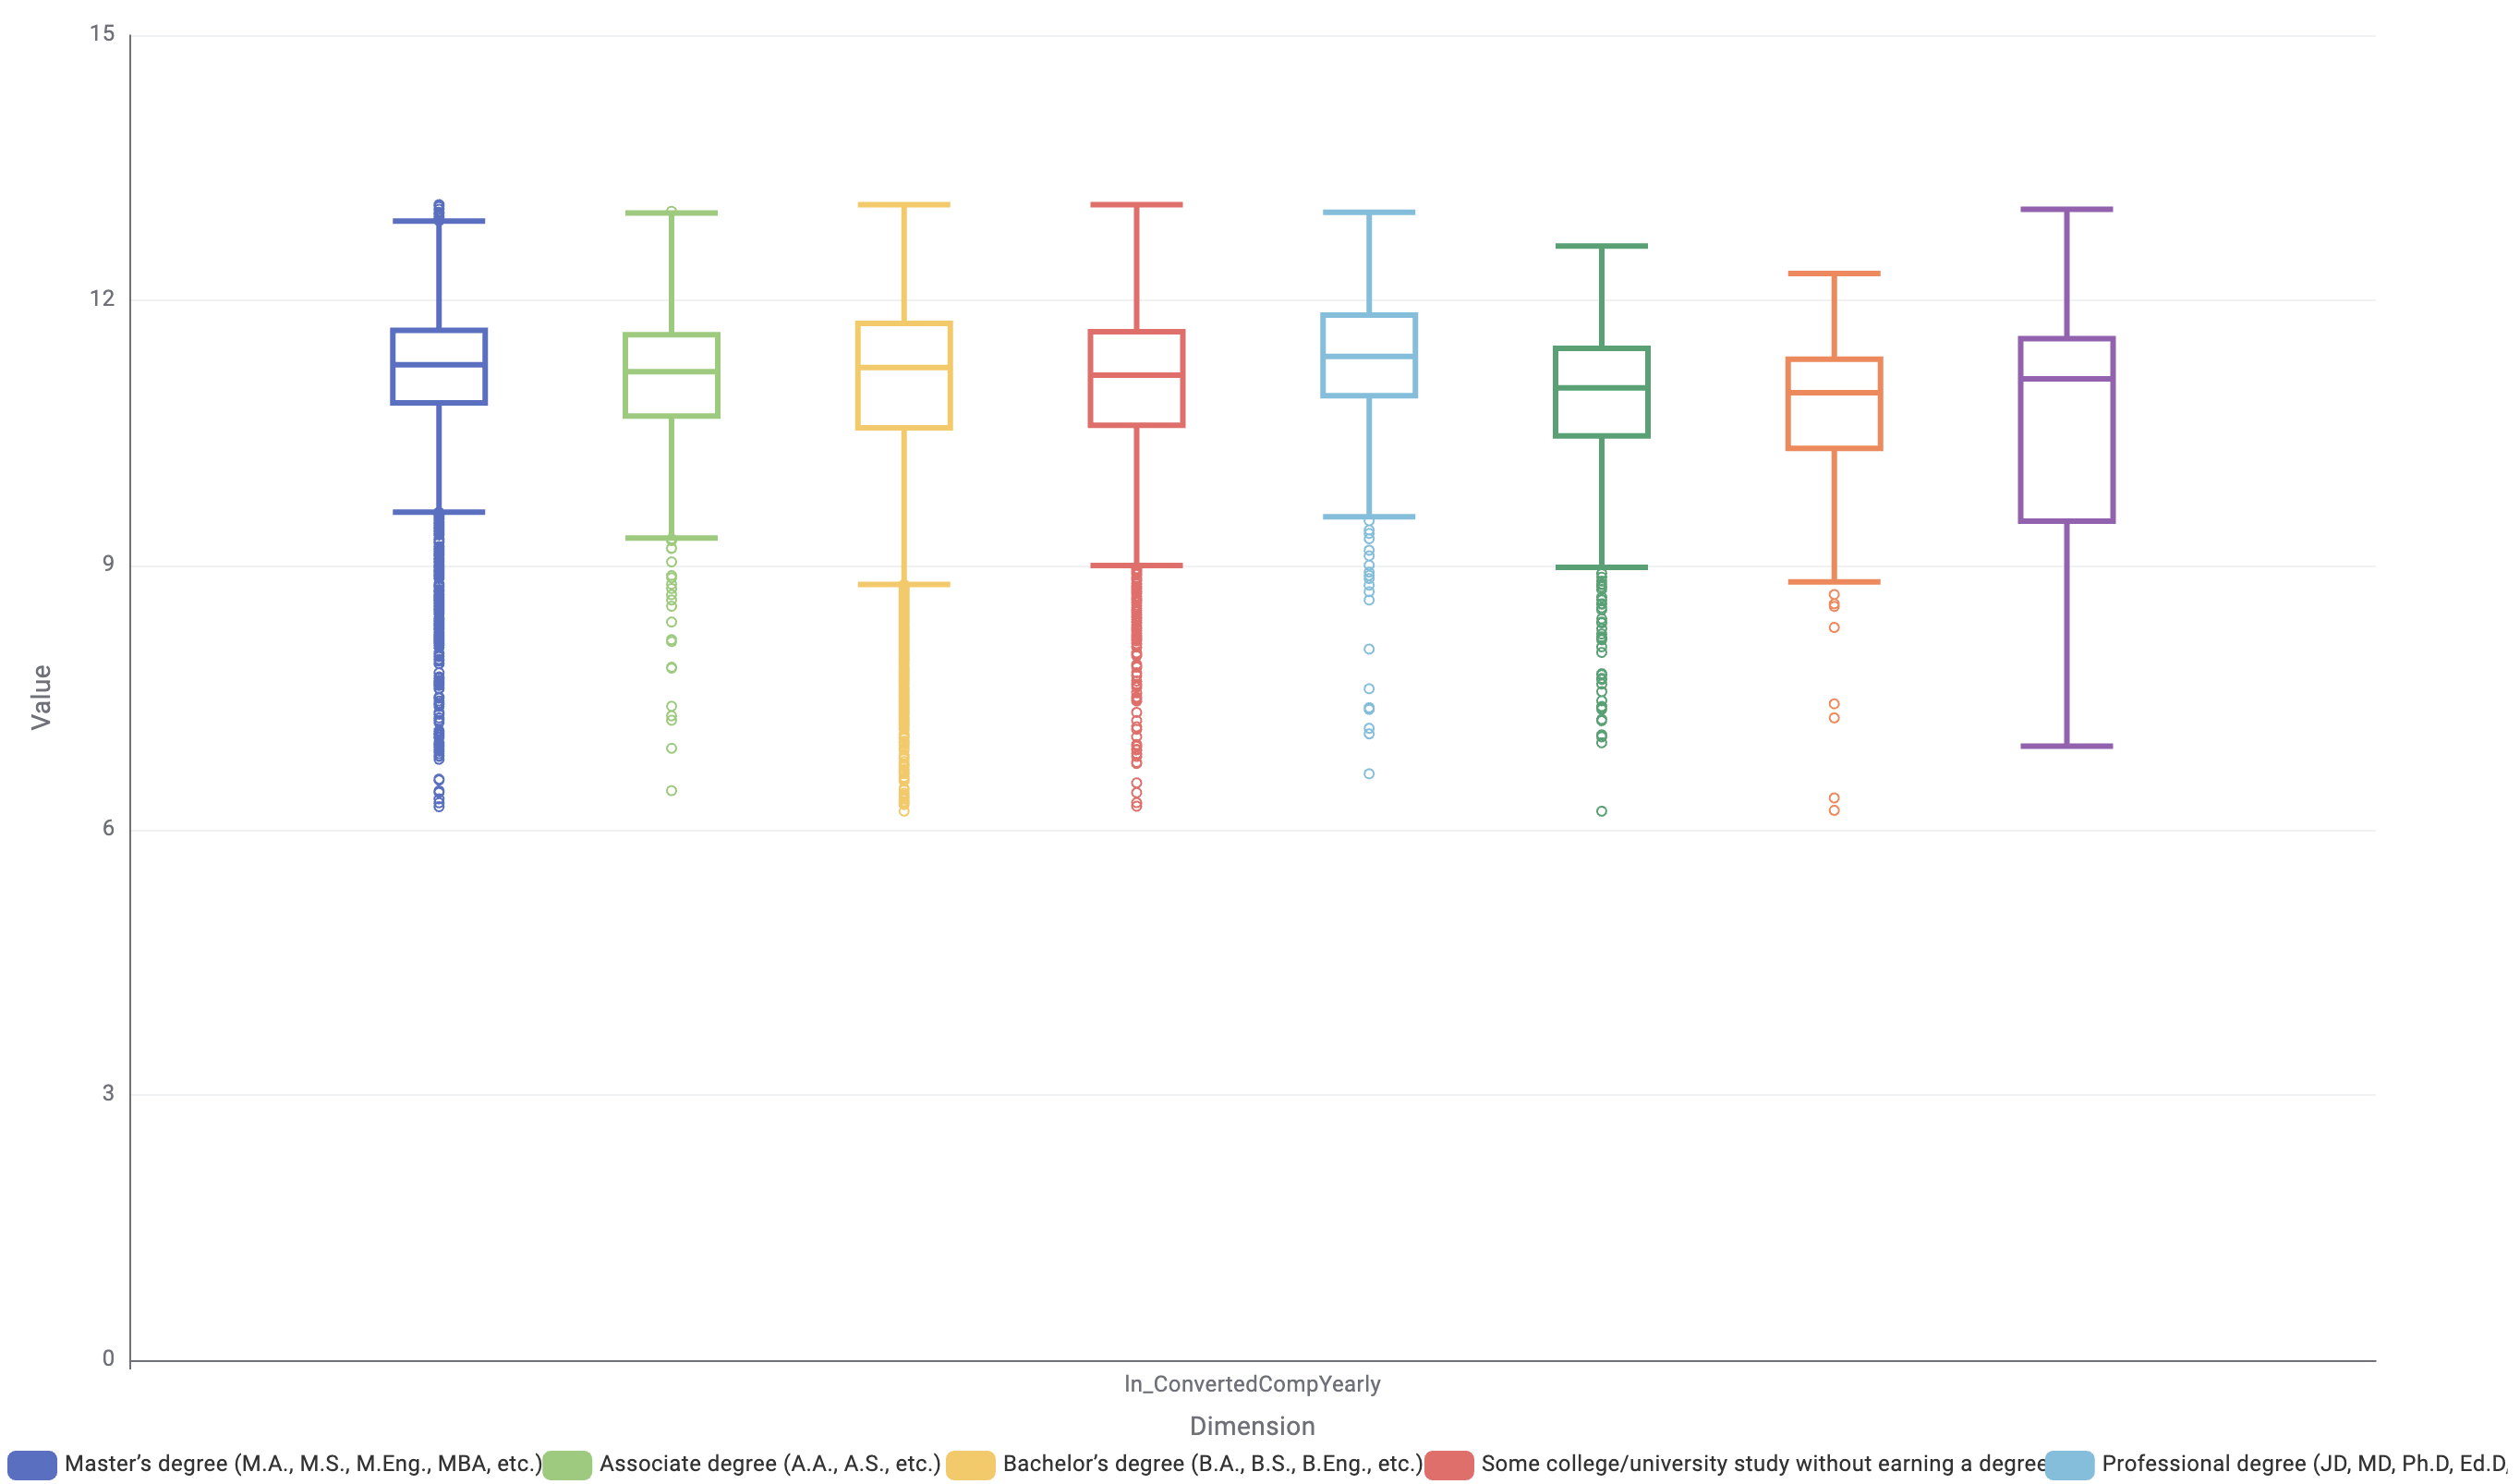 15
12
9
6
3
0
Value
ln_ConvertedCompYearly
Dimension
Master’s degree (M.A., M.S., M.Eng., MBA, etc.) Associate degree (A.A., A.S., etc.) Bachelor’s degree (B.A., B.S., B.Eng., etc.) Some college/university study without earning a degree Professional degree (JD, MD, Ph.D, Ed.D